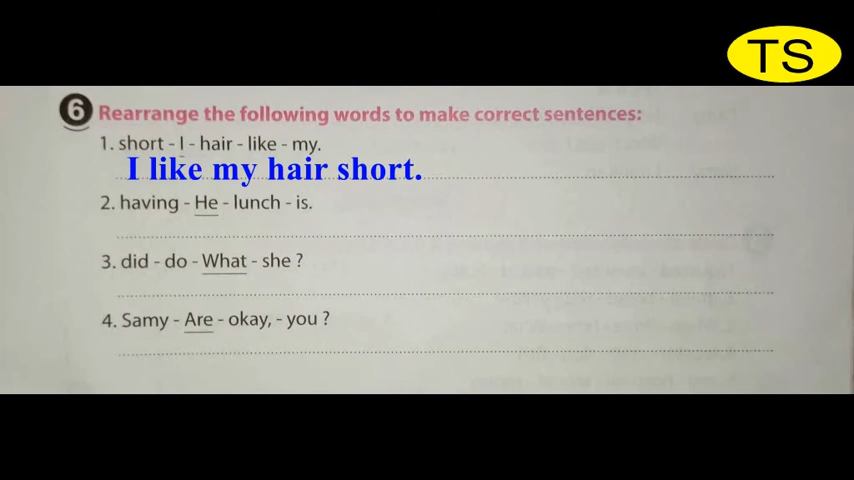 TS
6 Rearrange the following words to make correct sentences:
1. short - I - hair - like - my.
I like my hair short.
2. having - He - lunch - is.
3. did - do - What - she ?
4. Samy - Are - okay, - you ?